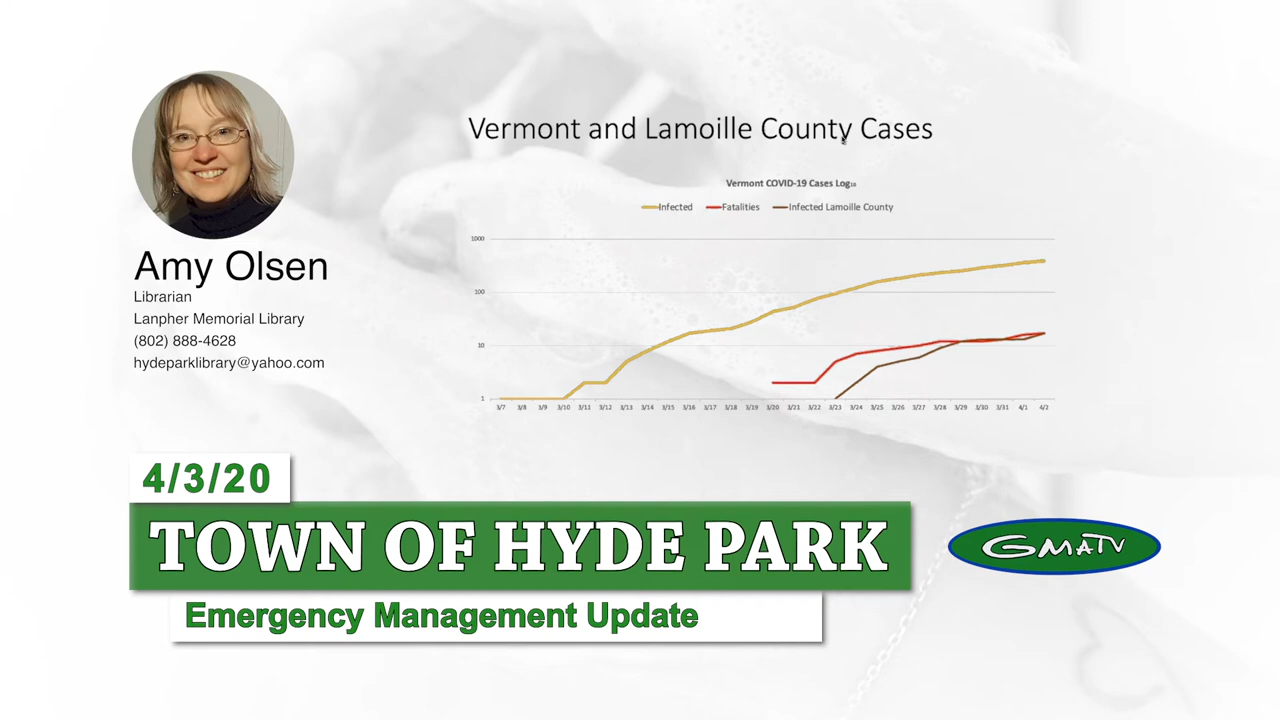 Amy Olsen
Librarian
Lanpher Memorial Library
(802) 888-4628
hydeparklibrary@yahoo.com
Vermont and Lamoille County Cases
Vermont COVID-19 Cases Log₁₀
Infected Fatalities Infected Lamoille County
1000
100
10
1
3/7 3/8 3/9 3/10 3/11 3/12 3/13 3/14 3/15 3/16 3/17 3/18 3/19 3/20 3/21 3/22 3/23 3/24 3/25 3/26 3/27 3/28 3/29 3/30 3/31 4/1 4/2
4/3/20
TOWN OF HYDE PARK
Emergency Management Update
GMATV